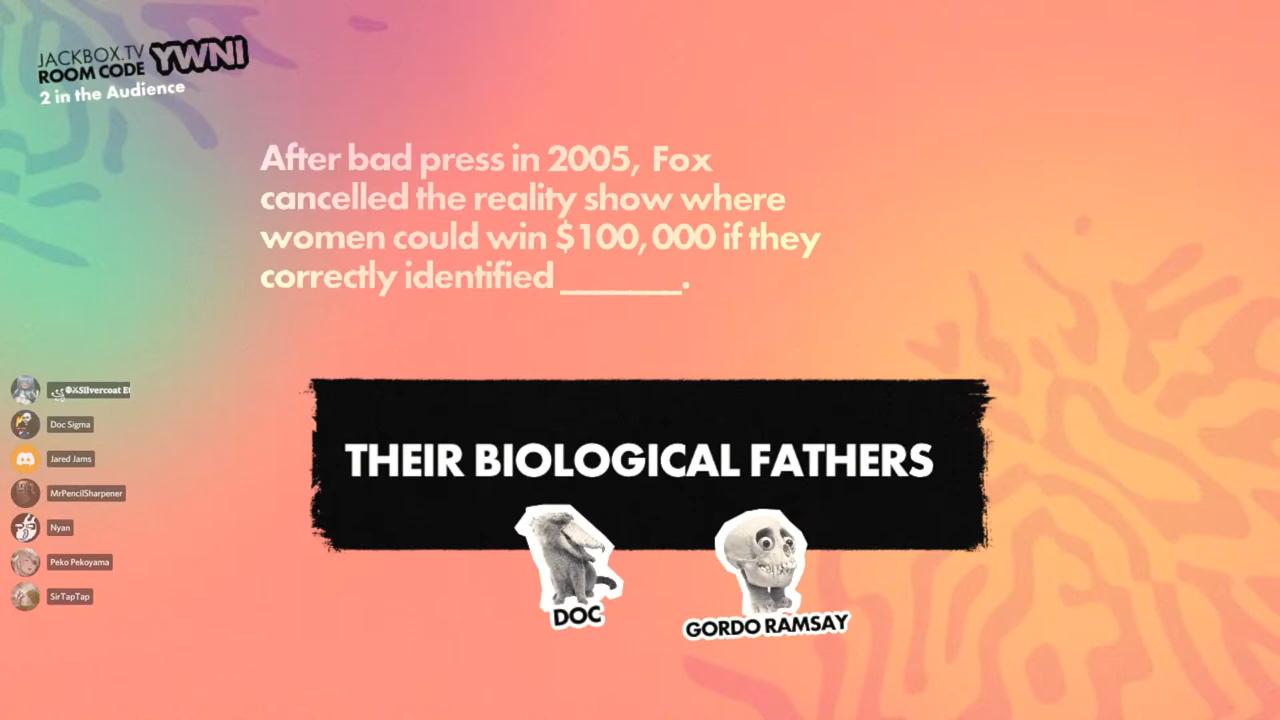 JACKBOX.TV
ROOM CODE YWNI
2 in the Audience
After bad press in 2005, Fox
cancelled the reality show where
women could win $100,000 if they
correctly identified ________.
THEIR BIOLOGICAL FATHERS
DOC
GORDO RAMSAY
Silvercoat
Doc Sigma
Jared Jams
MrPencilSharpener
Nyan
Peko Pekoyama
SirTapTap